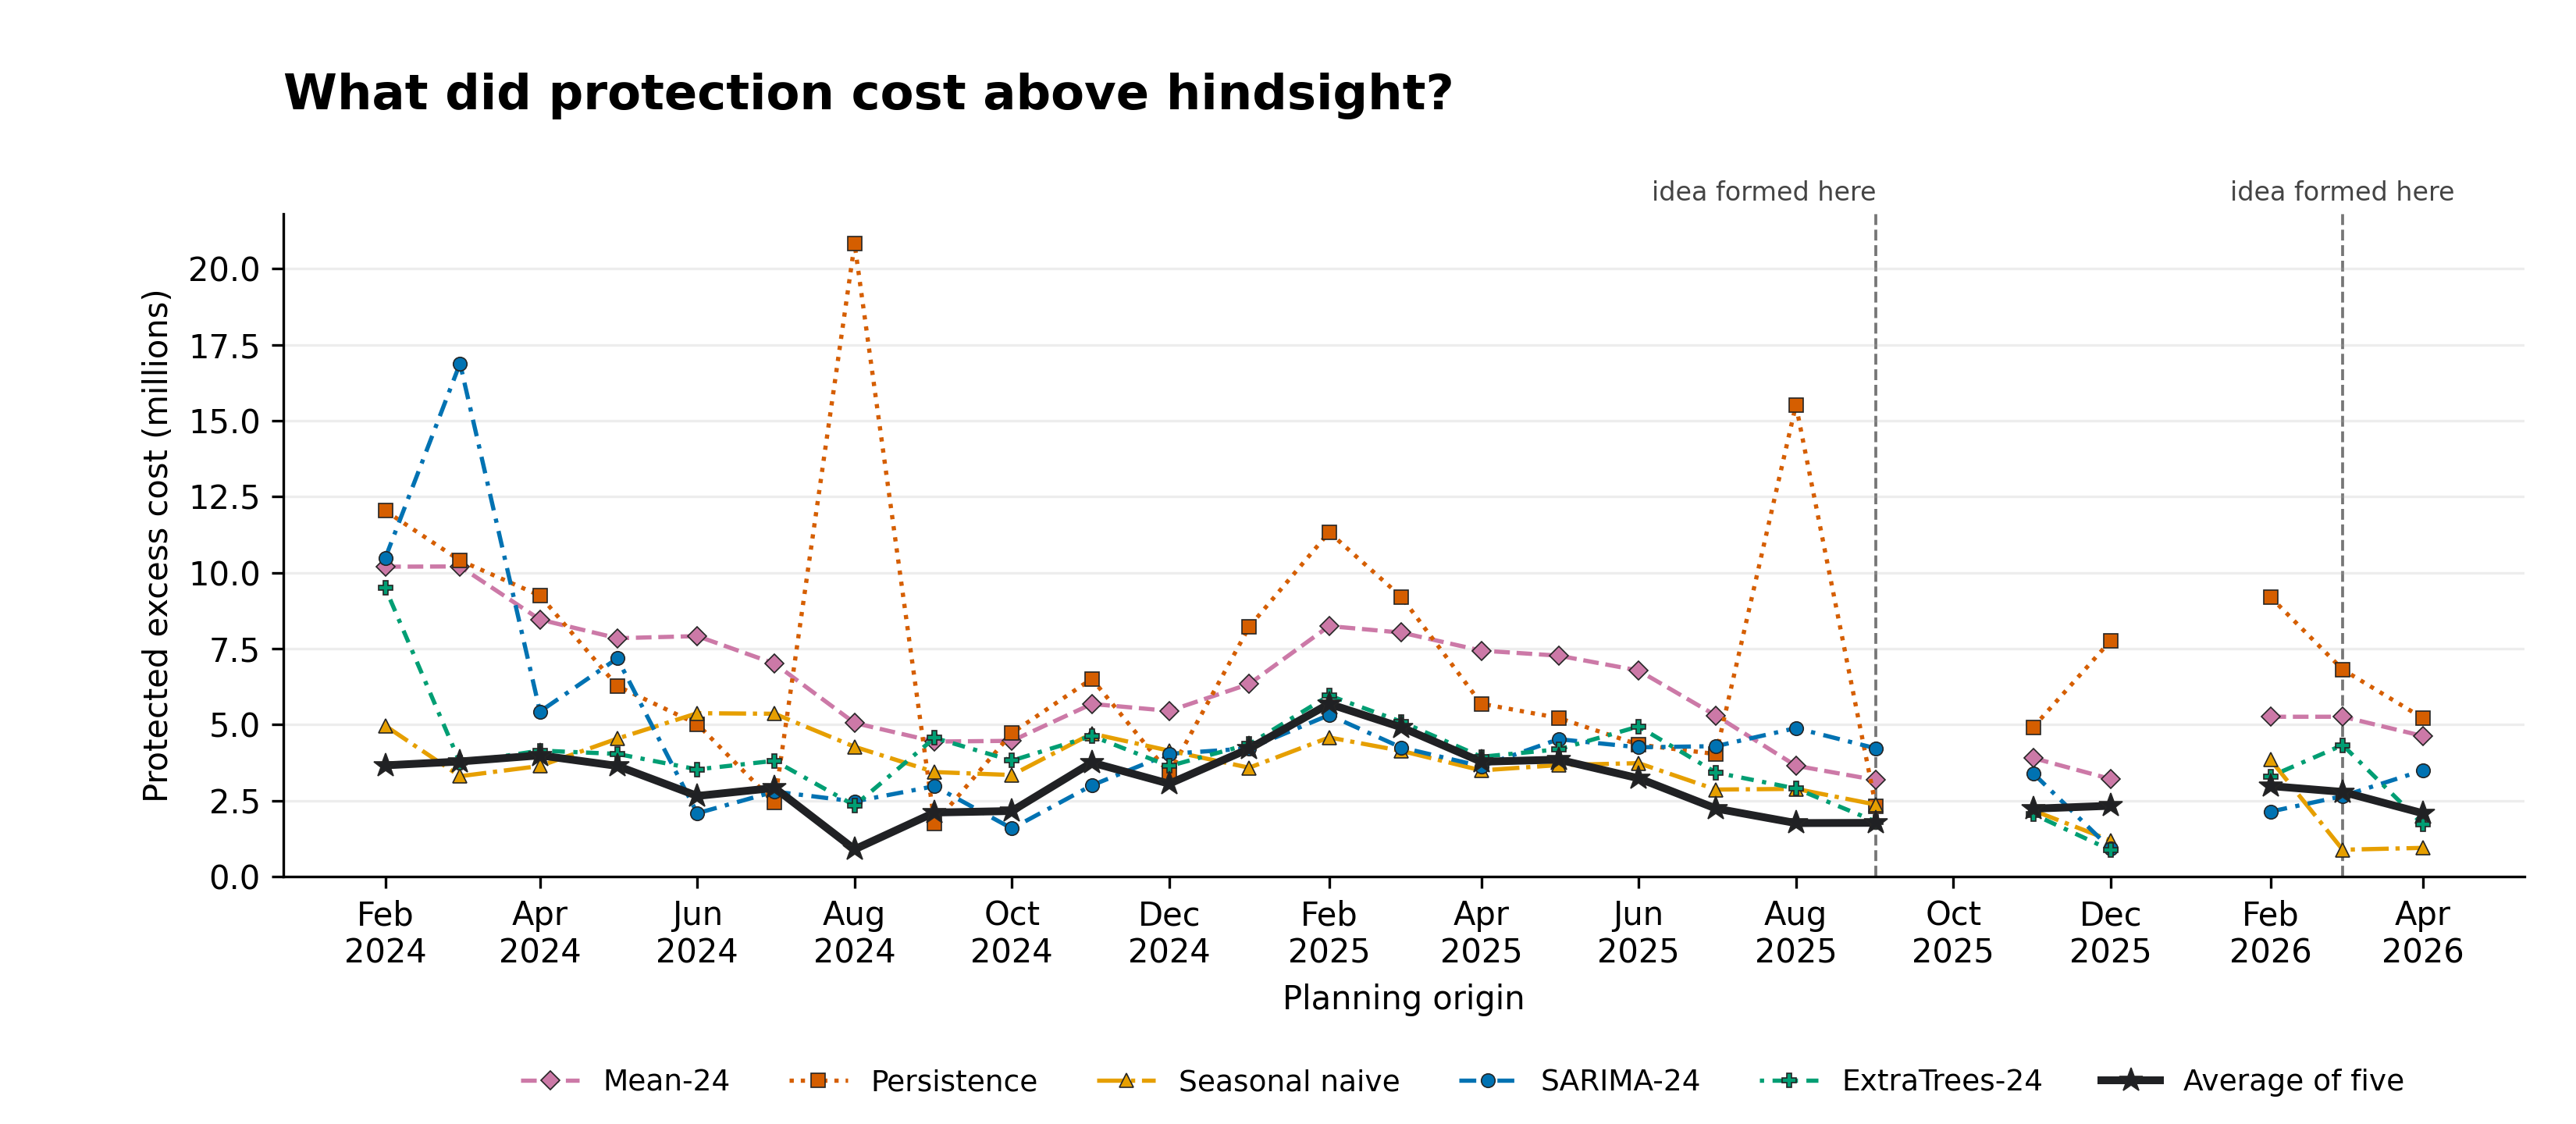 What did protection cost above hindsight?
idea formed here
idea formed here
Protected excess cost (millions)
20.0
17.5
15.0
12.5
10.0
7.5
5.0
2.5
0.0
Feb 2024
Apr 2024
Jun 2024
Aug 2024
Oct 2024
Dec 2024
Feb 2025
Apr 2025
Jun 2025
Aug 2025
Oct 2025
Dec 2025
Feb 2026
Apr 2026
Planning origin
Mean-24
Persistence
Seasonal naive
SARIMA-24
ExtraTrees-24
Average of five